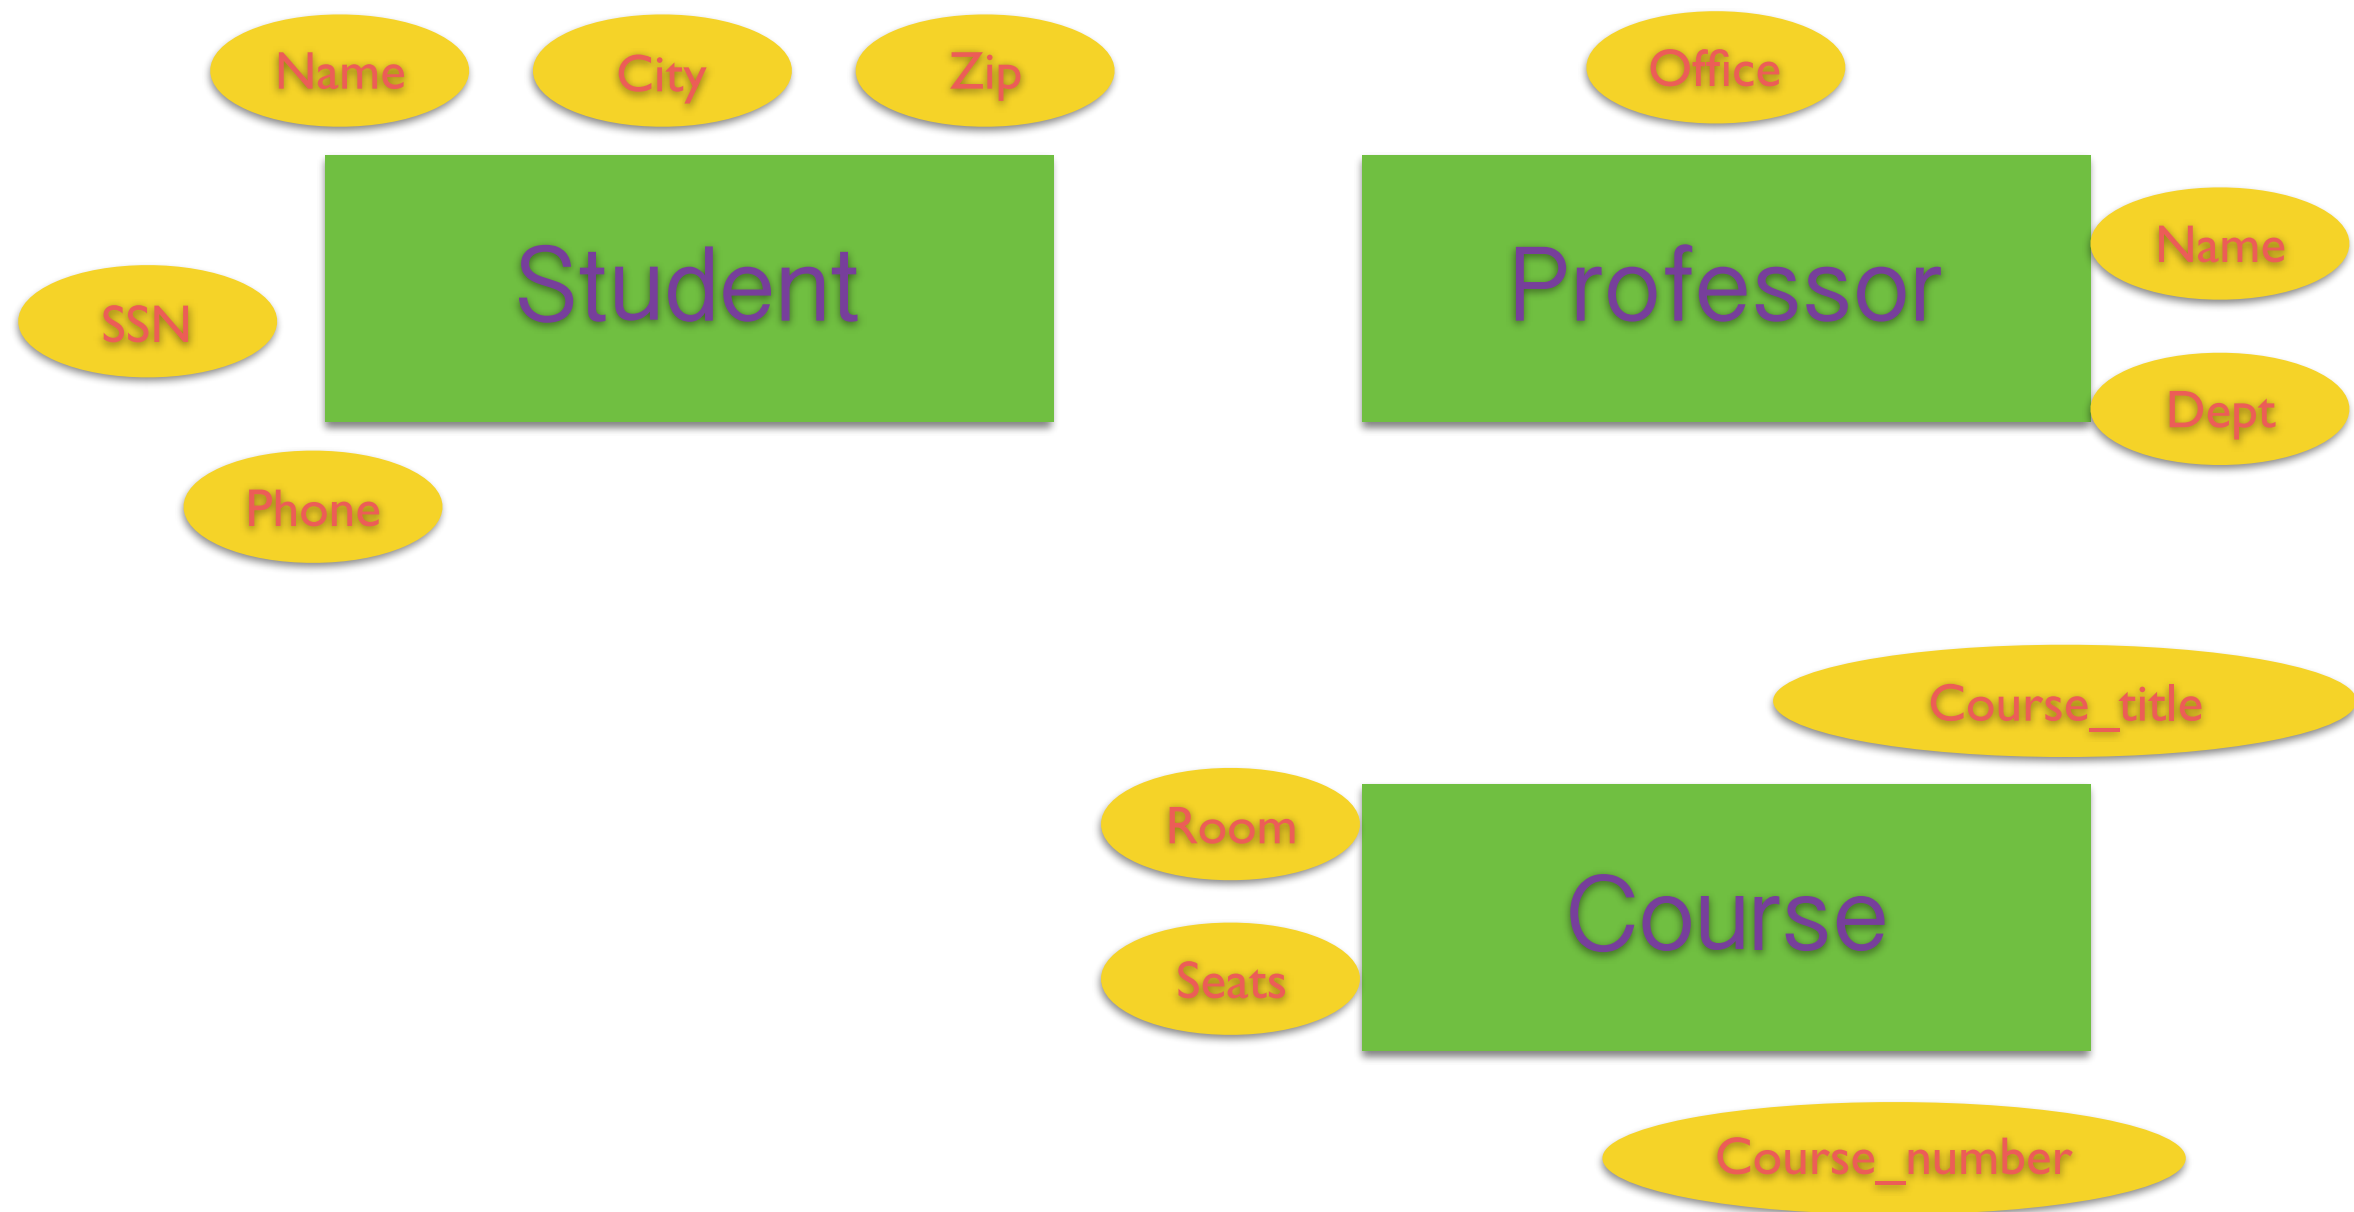 Name
City
Zip
Office
Student
Professor
Name
SSN
Dept
Phone
Course_title
Room
Course
Seats
Course_number